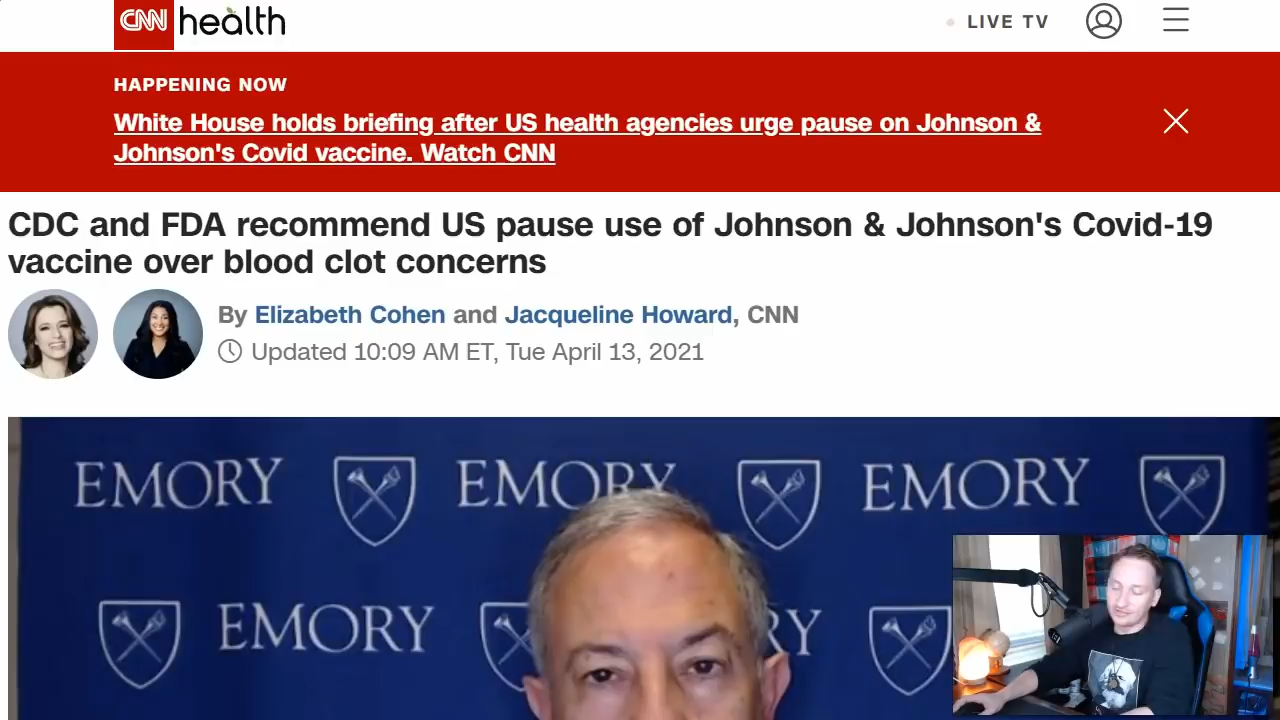 CNN health
LIVE TV
HAPPENING NOW
White House holds briefing after US health agencies urge pause on Johnson &
Johnson's Covid vaccine. Watch CNN
CDC and FDA recommend US pause use of Johnson & Johnson's Covid-19
vaccine over blood clot concerns
By Elizabeth Cohen and Jacqueline Howard, CNN
Updated 10:09 AM ET, Tue April 13, 2021
EMORY EMORY EMORY
EMORY RY